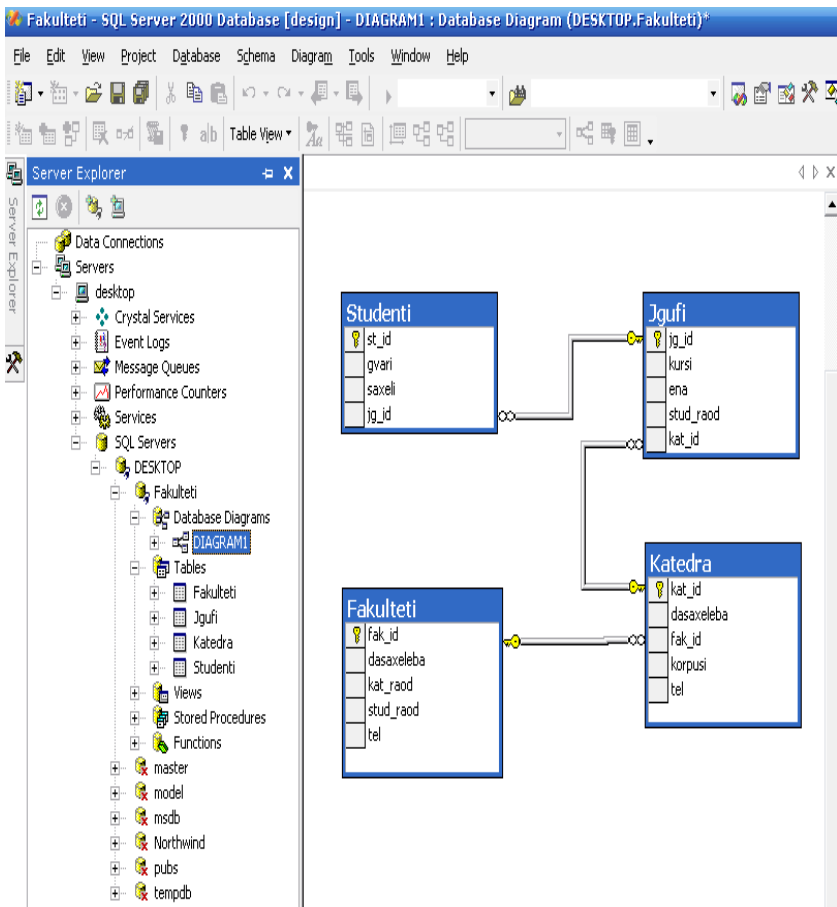 Fakulteti - SQL Server 2000 Database [design] - DIAGRAM1 : Database Diagram (DESKTOP.Fakulteti)*
File Edit View Project Database Schema Diagram Tools Window Help
a|b Table View
Server Explorer
Server Explorer
Data Connections
Servers
desktop
Crystal Services
Event Logs
Message Queues
Performance Counters
Services
SQL Servers
DESKTOP
Fakulteti
Database Diagrams
DIAGRAM1
Tables
Fakulteti
Jgufi
Katedra
Studenti
Views
Stored Procedures
Functions
master
model
msdb
Northwind
pubs
tempdb
Studenti
st_id
gvari
saxeli
jg_id
Jgufi
jg_id
kursi
ena
stud_raod
kat_id
Fakulteti
fak_id
dasaxeleba
kat_raod
stud_raod
tel
Katedra
kat_id
dasaxeleba
fak_id
korpusi
tel